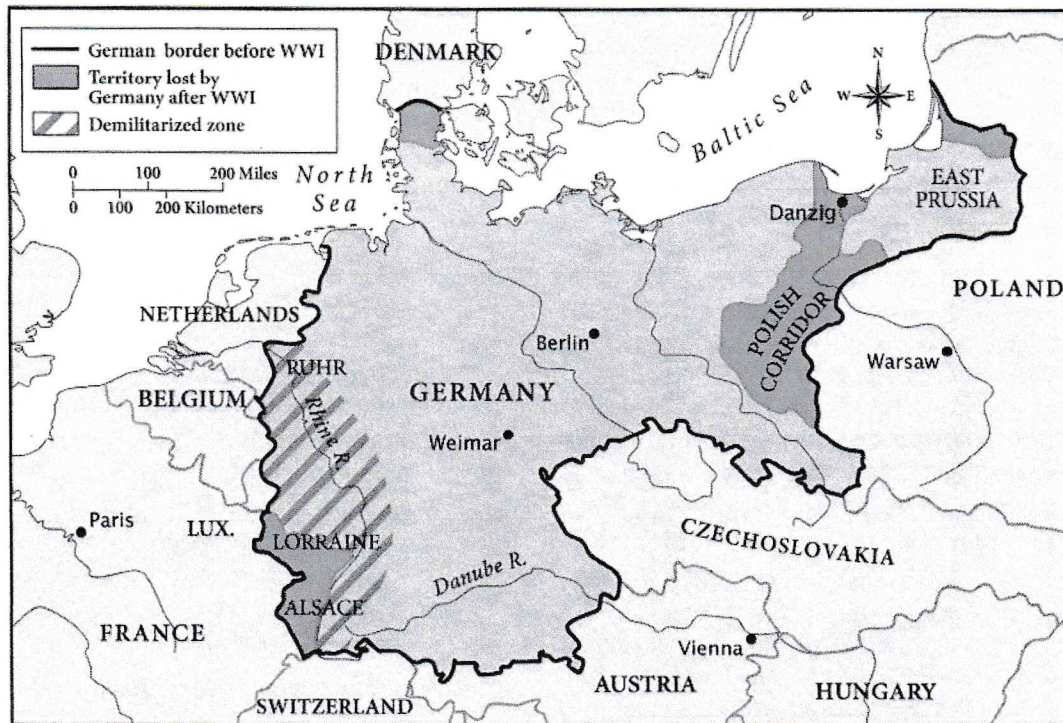 German border before WWI
Territory lost by
Germany after WWI
Demilitarized zone
0 100 200 Miles
0 100 200 Kilometers
DENMARK
N
W E
S
North
Sea
Baltic Sea
EAST
PRUSSIA
Danzig
POLISH
CORRIDOR
POLAND
Warsaw
NETHERLANDS
Berlin
RUHR
BELGIUM
GERMANY
Rhine R.
Weimar
Paris
LUX.
LORRAINE
CZECHOSLOVAKIA
Danube R.
ALSACE
FRANCE
Vienna
AUSTRIA
HUNGARY
SWITZERLAND